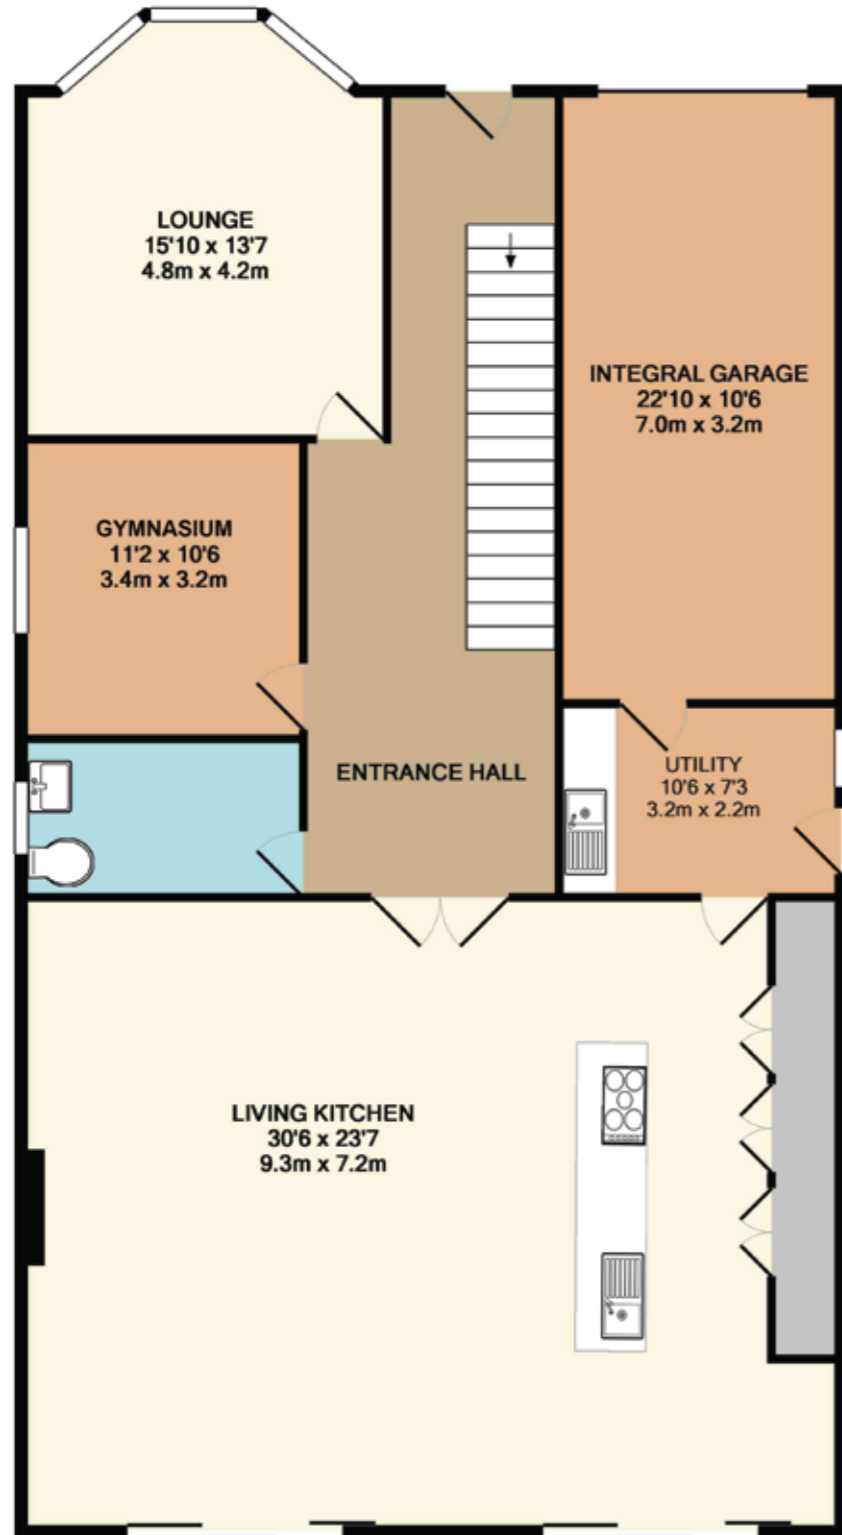 LOUNGE
15'10 x 13'7
4.8m x 4.2m
INTEGRAL GARAGE
22'10 x 10'6
7.0m x 3.2m
GYMNASIUM
11'2 x 10'6
3.4m x 3.2m
ENTRANCE HALL
UTILITY
10'6 x 7'3
3.2m x 2.2m
LIVING KITCHEN
30'6 x 23'7
9.3m x 7.2m